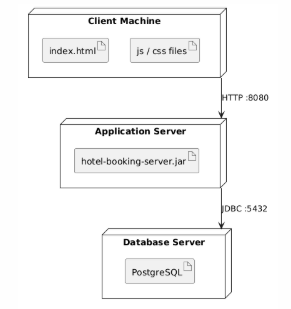 Client Machine
index.html
js / css files
HTTP :8080
Application Server
hotel-booking-server.jar
JDBC :5432
Database Server
PostgreSQL